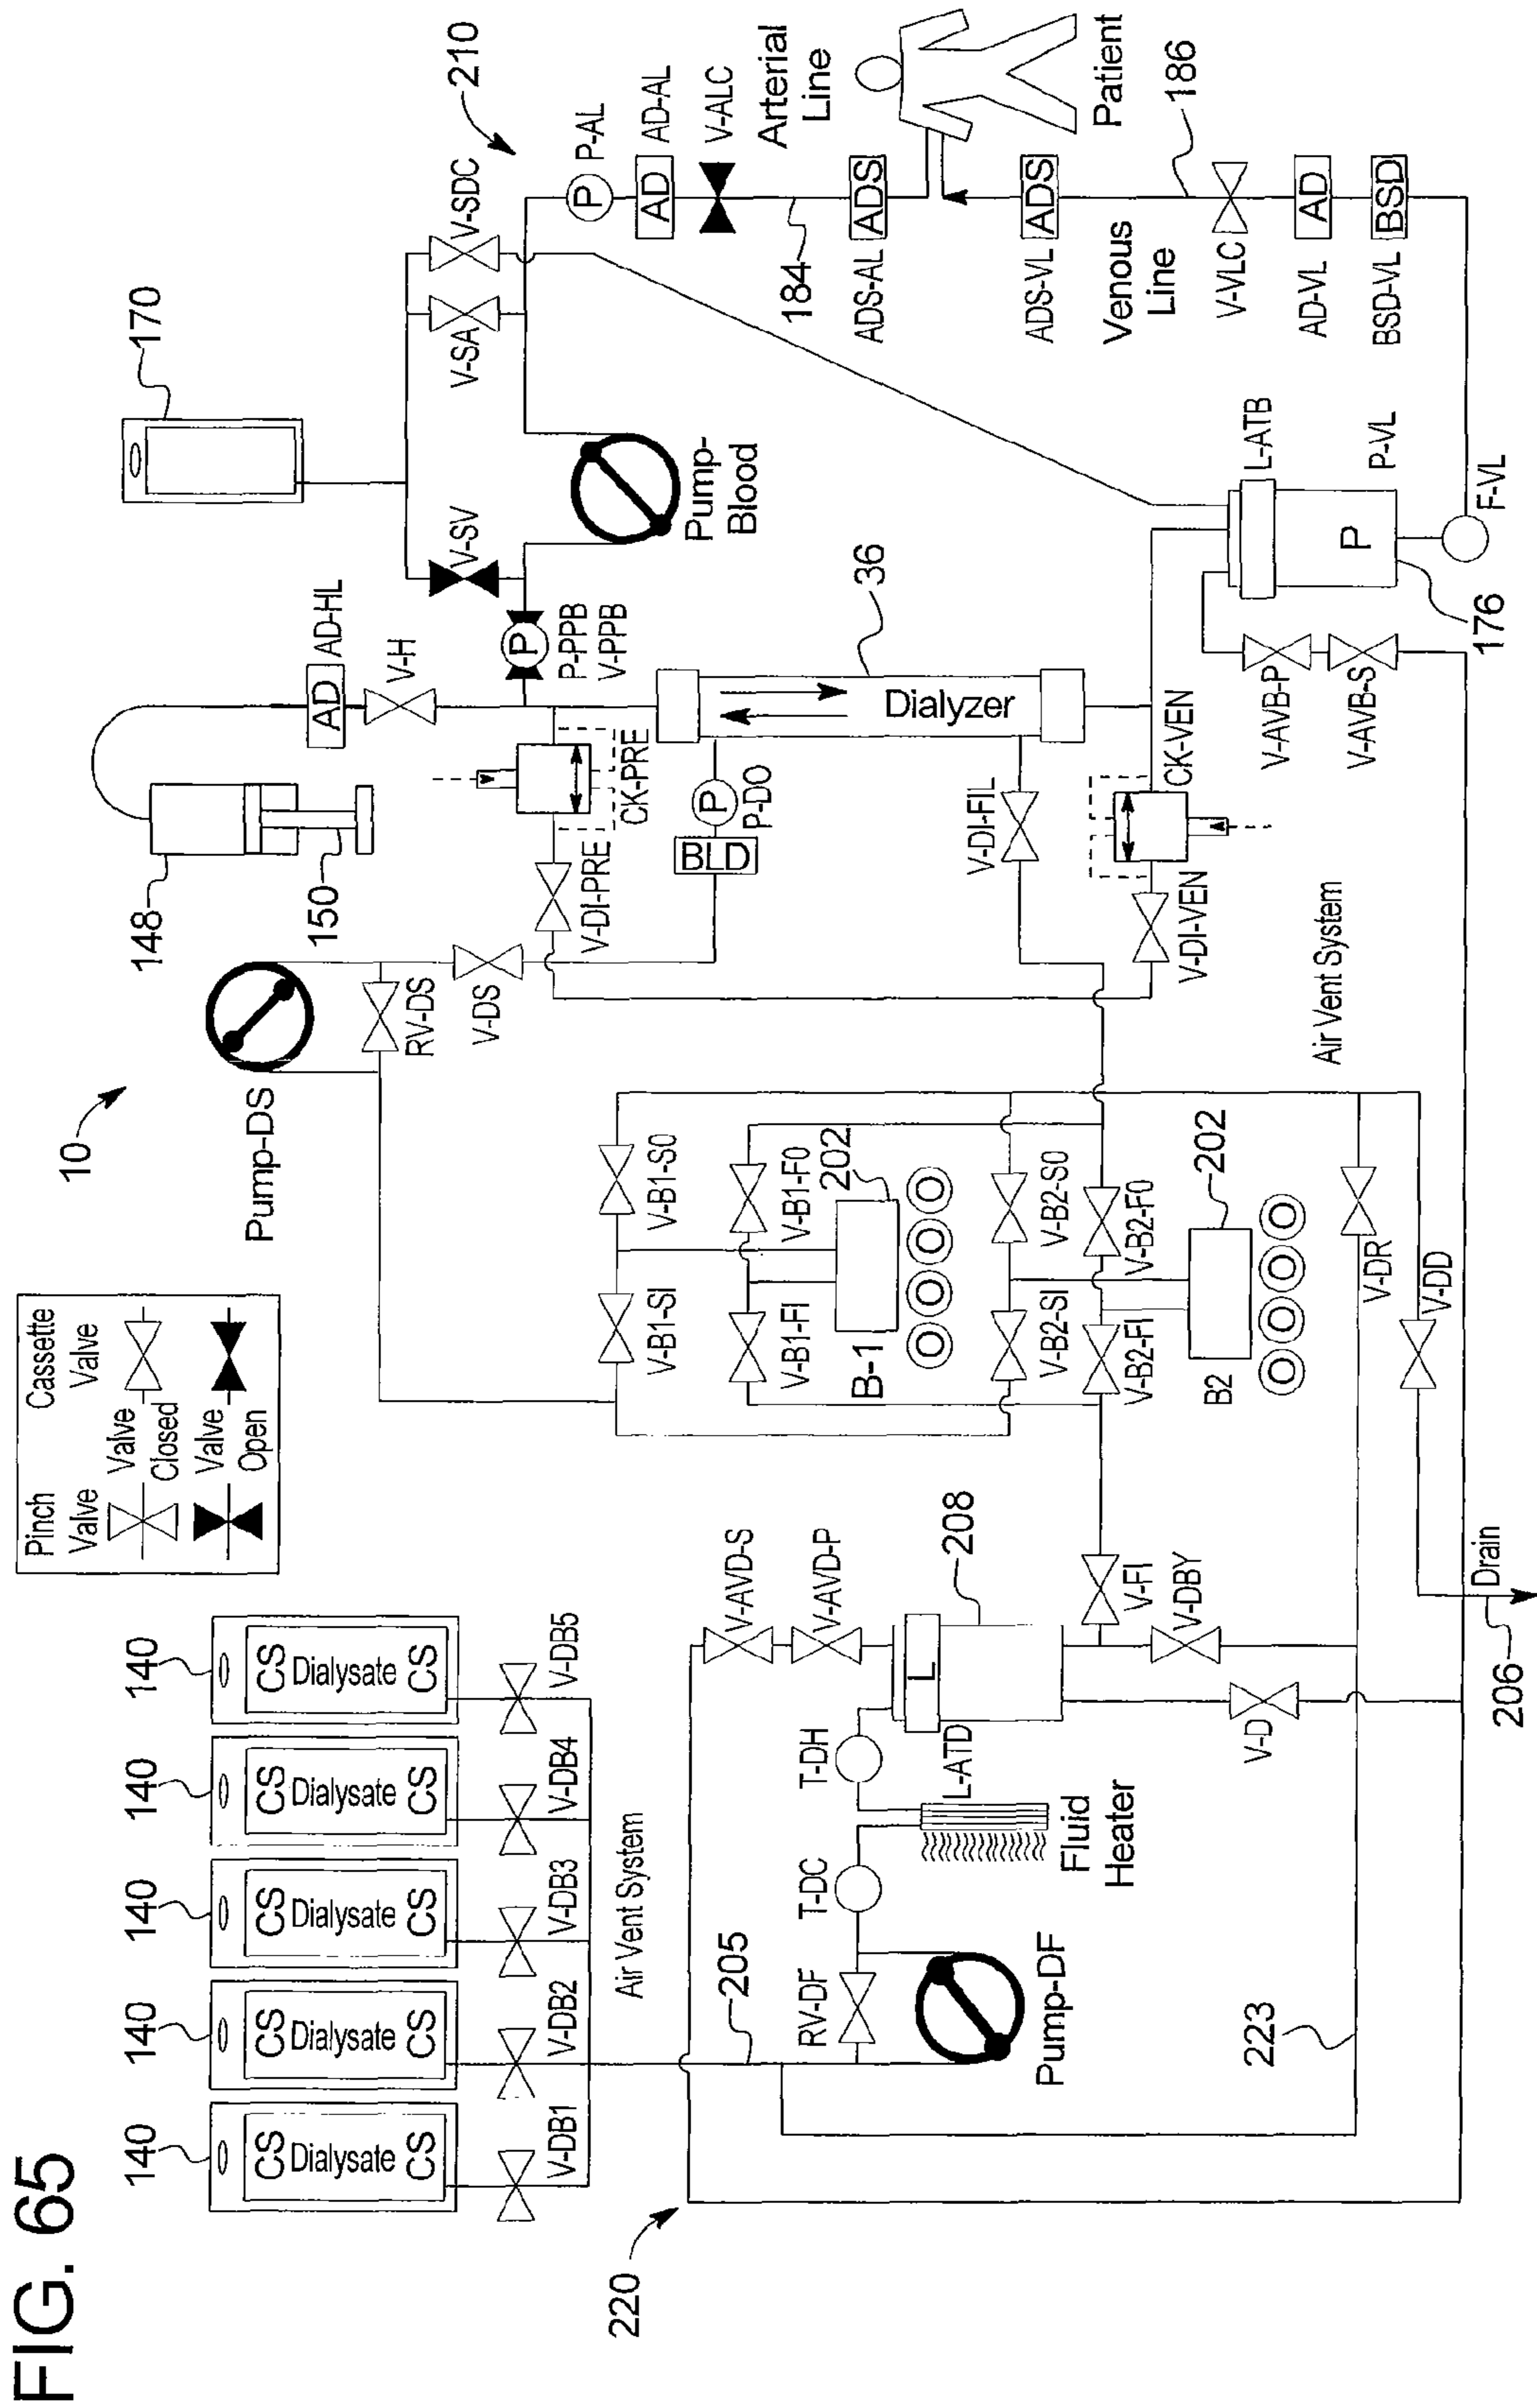 FIG. 65
10
Pinch
Valve
Cassette
Valve
Valve
Closed
Valve
Open
140
140
140
140
140
CS
Dialysate
CS
CS
Dialysate
CS
CS
Dialysate
CS
CS
Dialysate
CS
CS
Dialysate
CS
V-DB1
V-DB2
V-DB3
V-DB4
V-DB5
Air Vent System
220
205
RV-DF
Pump-DF
T-DC
T-DH
Fluid
Heater
L-ATD
L
208
V-AVD-S
V-AVD-P
V-FI
V-DBY
V-D
223
206
Drain
Pump-DS
RV-DS
V-DS
V-B1-SI
V-B1-S0
V-B1-FI
V-B1-F0
B-1
202
V-B2-SI
V-B2-S0
V-B2-FI
V-B2-F0
B2
202
V-DR
V-DD
148
150
AD
AD-HL
V-H
CK-PRE
V-DI-PRE
BLD
P
P-DO
V-DI-FIL
Dialyzer
36
CK-VEN
V-DI-VEN
Air Vent System
V-AVB-P
V-AVB-S
176
P
L-ATB
P-VL
F-VL
170
V-SV
P
P-PPB
V-PPB
Pump-
Blood
V-SA
V-SDC
210
P
P-AL
AD
AD-AL
V-ALC
Arterial
Line
184
ADS
ADS-AL
Patient
ADS
ADS-VL
Venous
Line
186
V-VLC
AD
AD-VL
BSD
BSD-VL